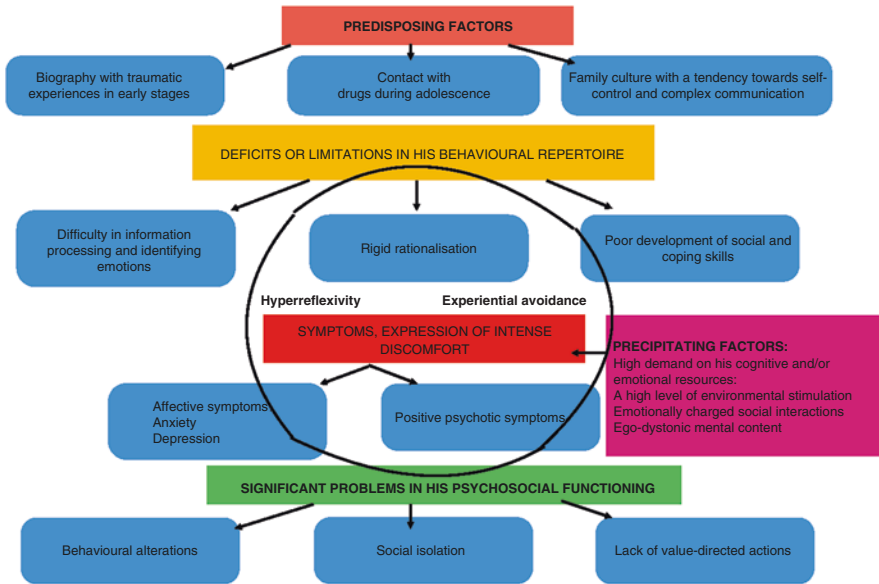 PREDISPOSING FACTORS
Biography with traumatic
experiences in early stages
Contact with
drugs during adolescence
Family culture with a tendency towards self-
control and complex communication
DEFICITS OR LIMITATIONS IN HIS BEHAVIOURAL REPERTOIRE
Difficulty in information
processing and identifying
emotions
Rigid rationalisation
Poor development of social and
coping skills
Hyperreflexivity
Experiential avoidance
SYMPTOMS, EXPRESSION OF INTENSE
DISCOMFORT
PRECIPITATING FACTORS:
High demand on his cognitive and/or
emotional resources:
A high level of environmental stimulation
Emotionally charged social interactions
Ego-dystonic mental content
Affective symptoms
Anxiety
Depression
Positive psychotic symptoms
SIGNIFICANT PROBLEMS IN HIS PSYCHOSOCIAL FUNCTIONING
Behavioural alterations
Social isolation
Lack of value-directed actions